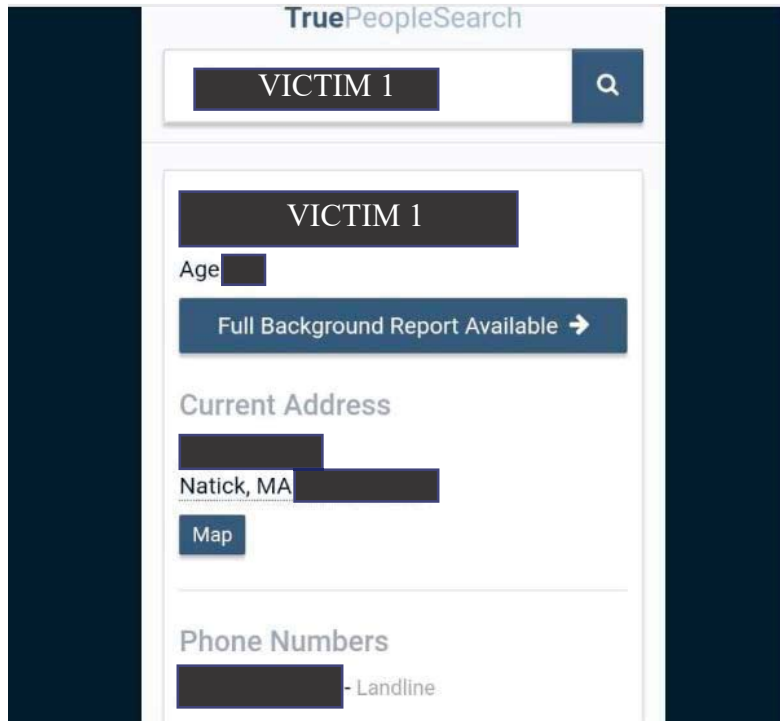 TruePeopleSearch
VICTIM 1
VICTIM 1
Age
Full Background Report Available
Current Address
Natick, MA
Map
Phone Numbers
- Landline